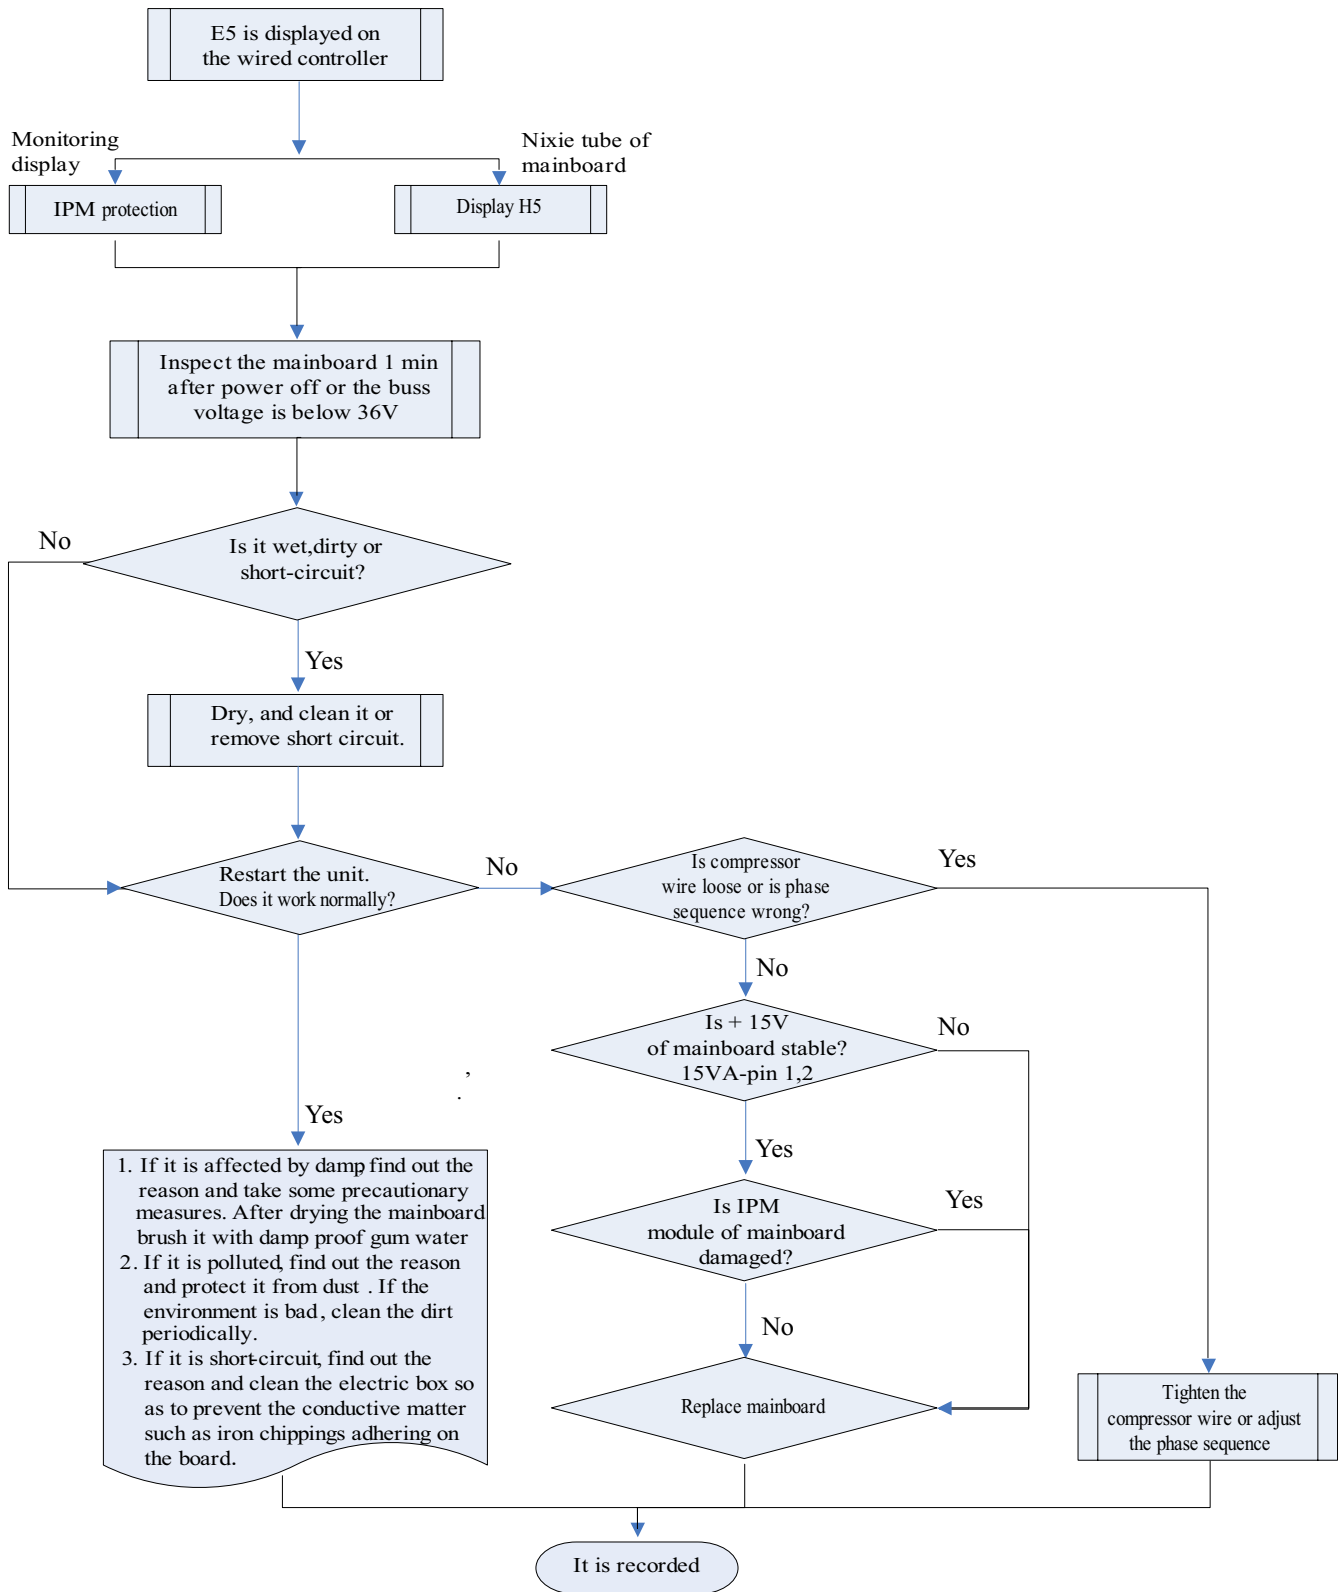 E5 is displayed on
the wired controller
Monitoring
display
Nixie tube of
mainboard
IPM protection
Display H5
Inspect the mainboard 1 min
after power off or the buss
voltage is below 36V
No
Is it wet,dirty or
short-circuit?
Yes
Dry, and clean it or
remove short circuit.
Restart the unit.
Does it work normally?
No
Is compressor
wire loose or is phase
sequence wrong?
Yes
No
Is + 15V
of mainboard stable?
15VA-pin 1,2
No
,
.
Yes
Yes
1. If it is affected by damp, find out the
reason and take some precautionary
measures. After drying the mainboard
brush it with damp proof gum water
2. If it is polluted, find out the reason
and protect it from dust . If the
environment is bad, clean the dirt
periodically.
3. If it is short-circuit, find out the
reason and clean the electric box so
as to prevent the conductive matter
such as iron chippings adhering on
the board.
Is IPM
module of mainboard
damaged?
Yes
No
Replace mainboard
Tighten the
compressor wire or adjust
the phase sequence
It is recorded